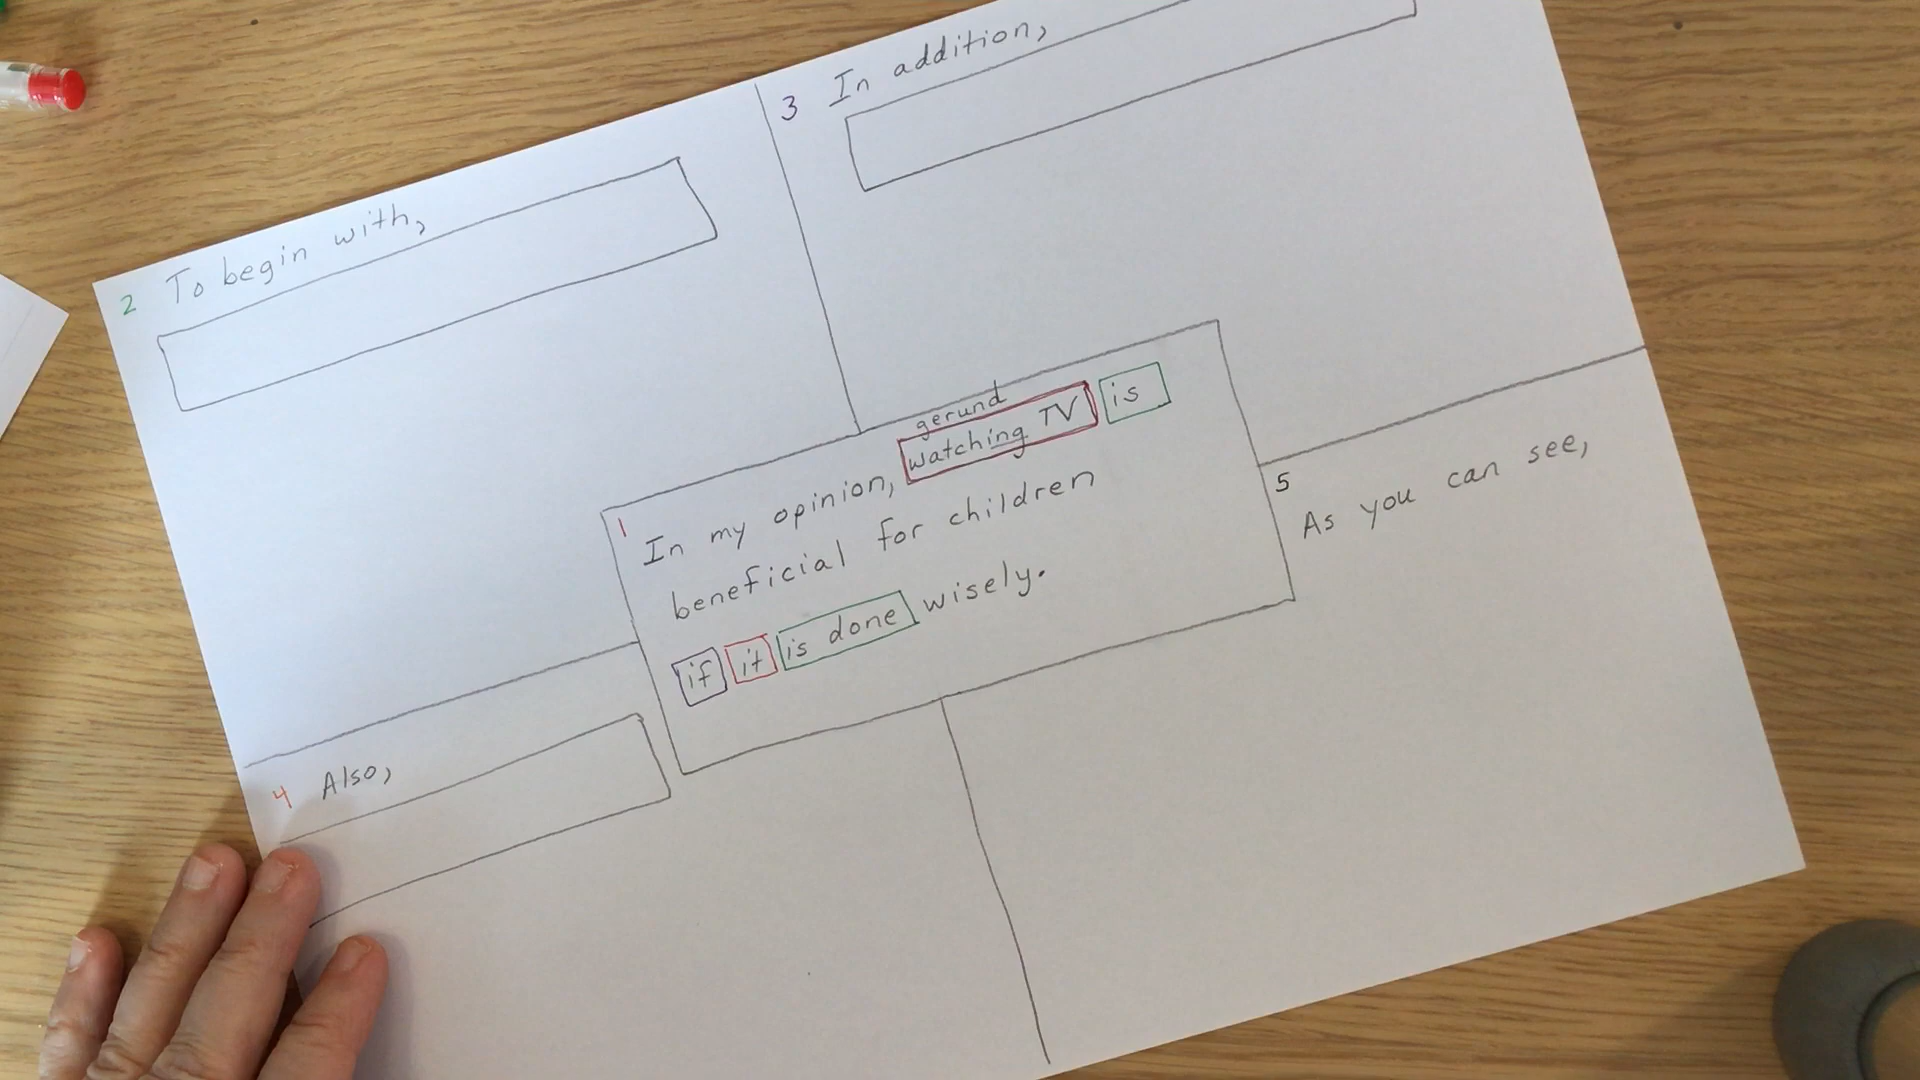 3 In addition,
2 To begin with,
gerund
1 In my opinion, watching TV is
beneficial for children
if it is done wisely.
4 Also,
5
As you can see,